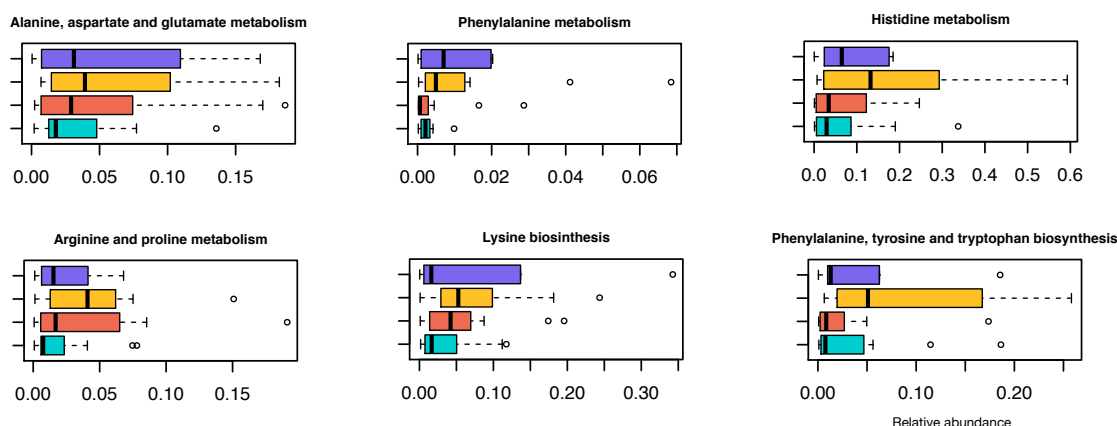 Alanine, aspartate and glutamate metabolism
Phenylalanine metabolism
Histidine metabolism
0.00 0.05 0.10 0.15
0.00 0.02 0.04 0.06
0.0 0.1 0.2 0.3 0.4 0.5 0.6
Arginine and proline metabolism
Lysine biosinthesis
Phenylalanine, tyrosine and tryptophan biosynthesis
0.00 0.05 0.10 0.15
0.00 0.10 0.20 0.30
0.00 0.10 0.20
Relative abundance